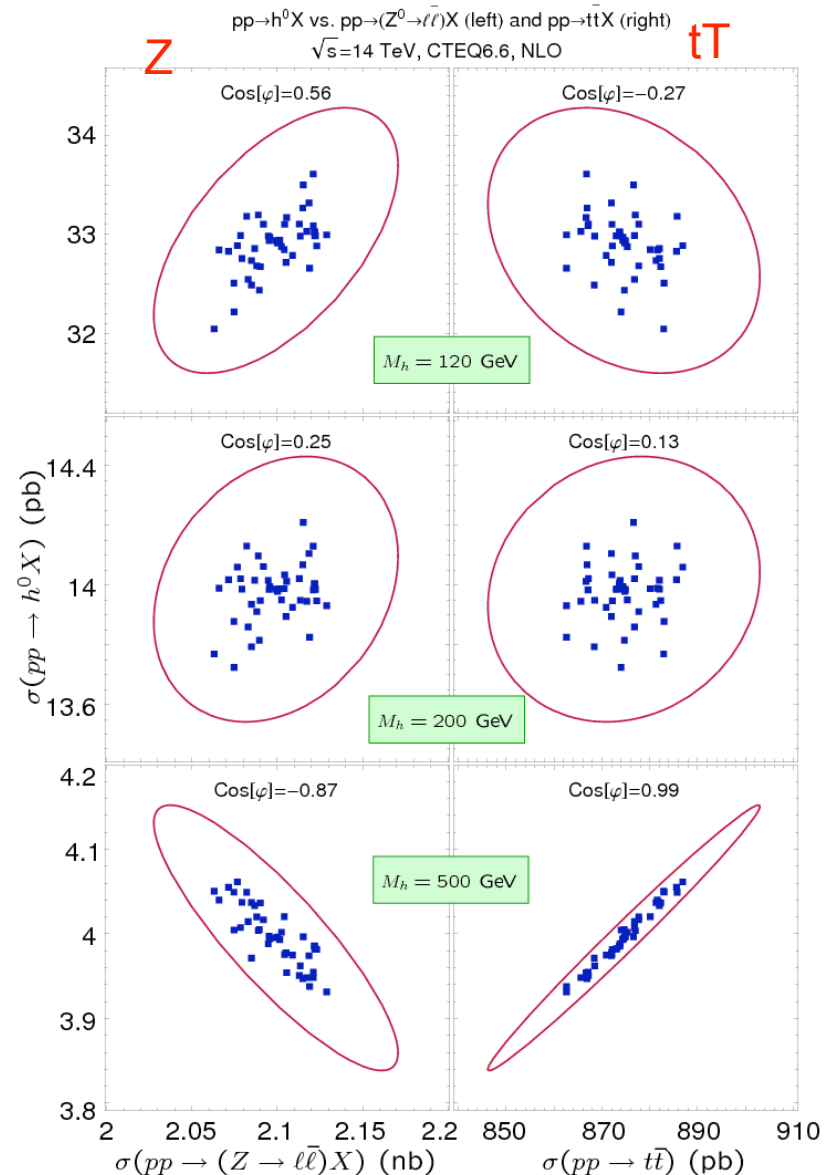 pp→h⁰X vs. pp→(Z⁰→ℓℓ̄)X (left) and pp→tt̄X (right)
√s=14 TeV, CTEQ6.6, NLO
Z
tT
Cos[φ]=0.56
Cos[φ]=−0.27
34
33
32
M_h = 120 GeV
Cos[φ]=0.25
Cos[φ]=0.13
14.4
14
13.6
σ(pp → h⁰X) (pb)
M_h = 200 GeV
Cos[φ]=−0.87
Cos[φ]=0.99
4.2
4.1
4
3.9
3.8
M_h = 500 GeV
2 2.05 2.1 2.15 2.2 850 870 890 910
σ(pp → (Z → ℓℓ̄)X) (nb)
σ(pp → tt̄) (pb)